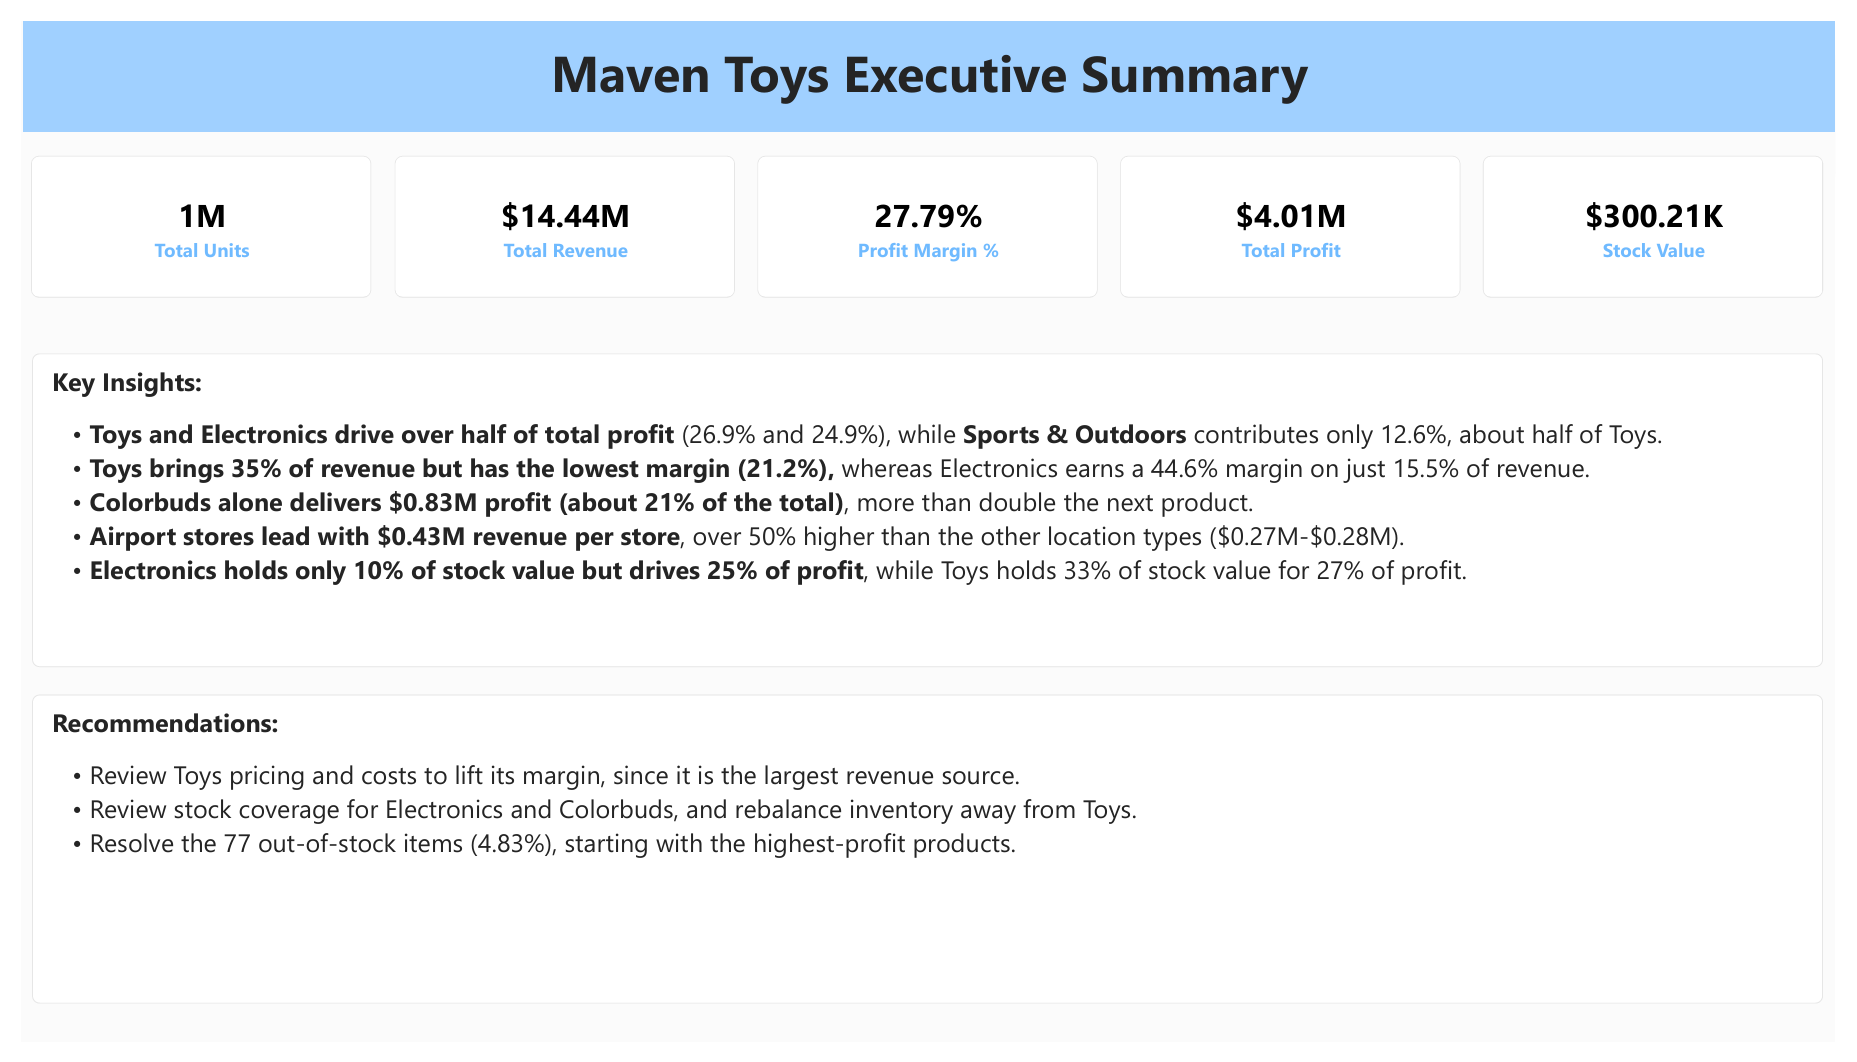 Maven Toys Executive Summary
1M
Total Units
$14.44M
Total Revenue
27.79%
Profit Margin %
$4.01M
Total Profit
$300.21K
Stock Value
Key Insights:
• Toys and Electronics drive over half of total profit (26.9% and 24.9%), while Sports & Outdoors contributes only 12.6%, about half of Toys.
• Toys brings 35% of revenue but has the lowest margin (21.2%), whereas Electronics earns a 44.6% margin on just 15.5% of revenue.
• Colorbuds alone delivers $0.83M profit (about 21% of the total), more than double the next product.
• Airport stores lead with $0.43M revenue per store, over 50% higher than the other location types ($0.27M-$0.28M).
• Electronics holds only 10% of stock value but drives 25% of profit, while Toys holds 33% of stock value for 27% of profit.
Recommendations:
• Review Toys pricing and costs to lift its margin, since it is the largest revenue source.
• Review stock coverage for Electronics and Colorbuds, and rebalance inventory away from Toys.
• Resolve the 77 out-of-stock items (4.83%), starting with the highest-profit products.